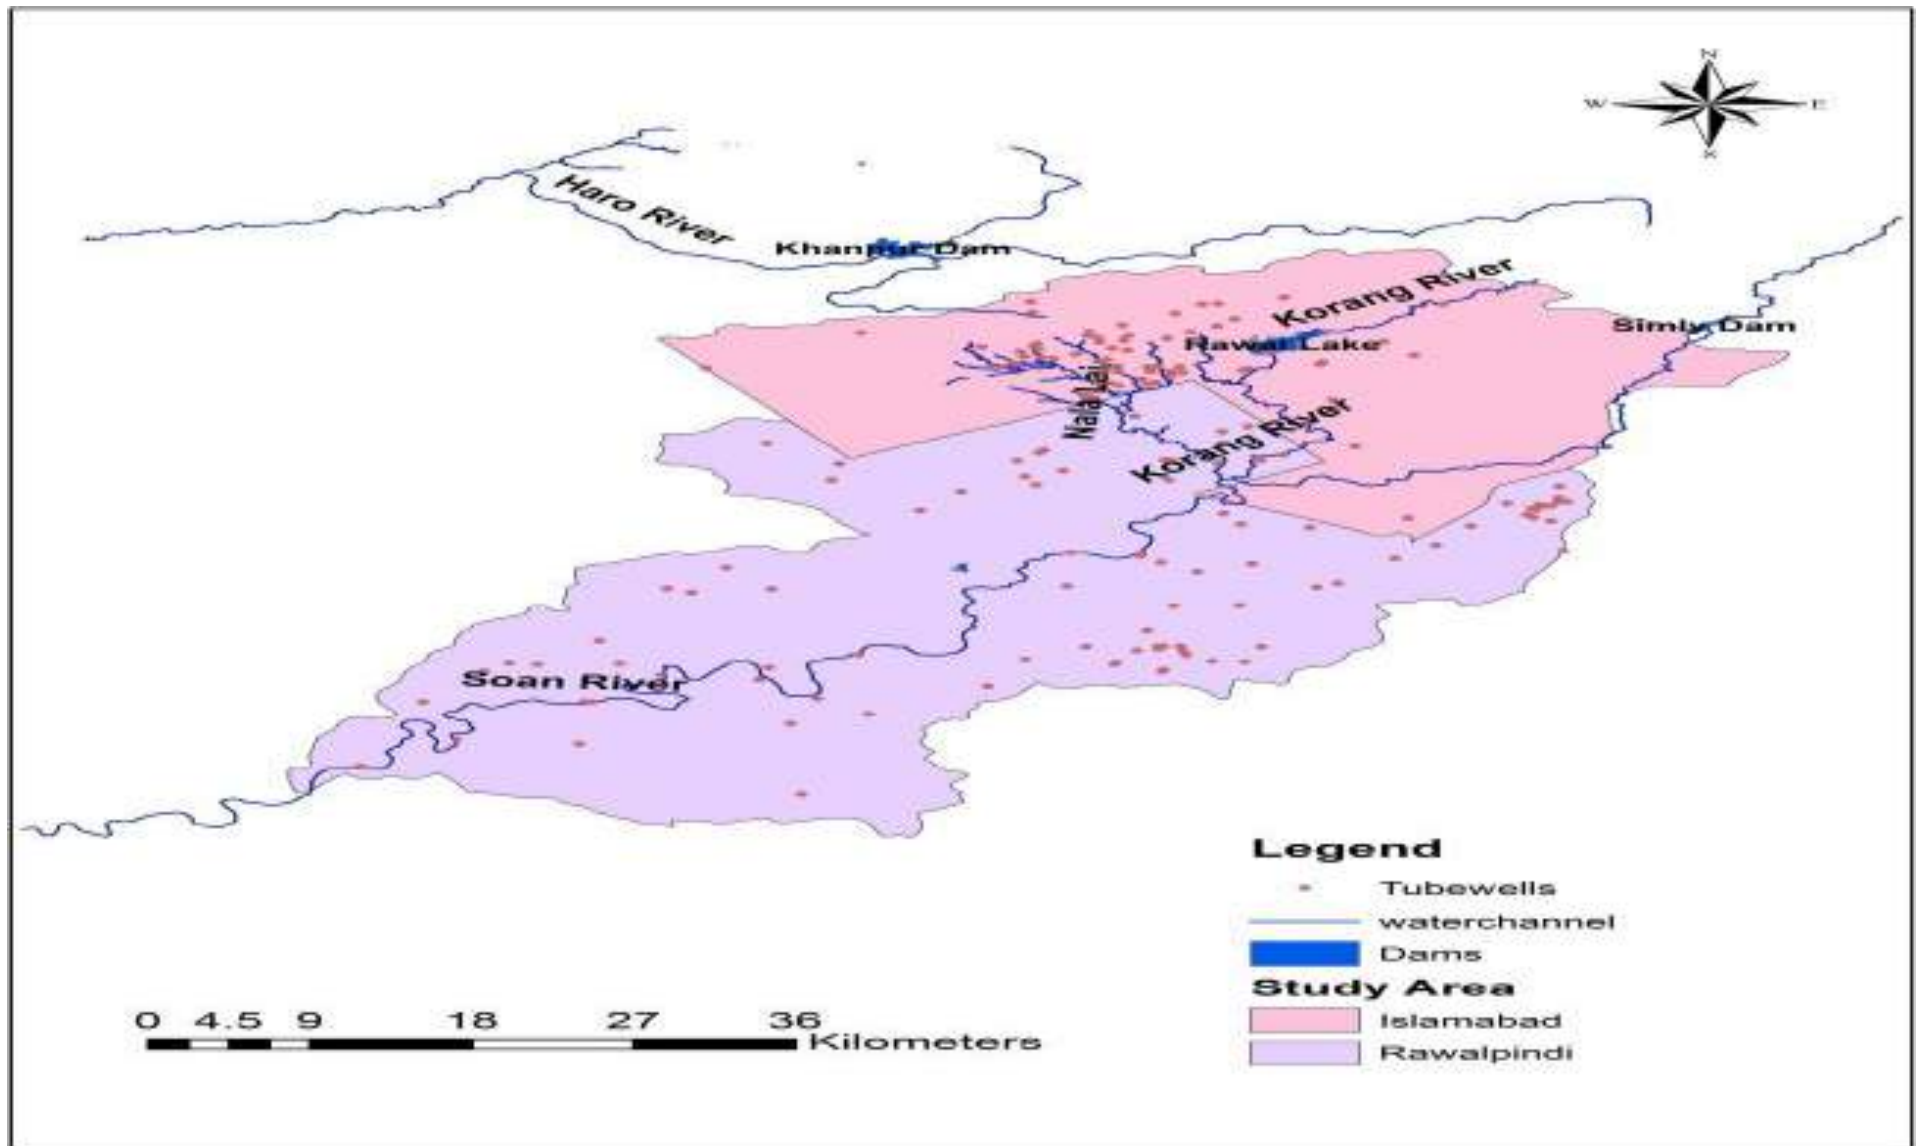 N
W E
S
Haro River
Khanpur Dam
Korang River
Simly Dam
Rawal Lake
Nala Lai
Korang River
Soan River
Legend
Tubewells
waterchannel
Dams
Study Area
Islamabad
Rawalpindi
0 4.5 9 18 27 36
Kilometers